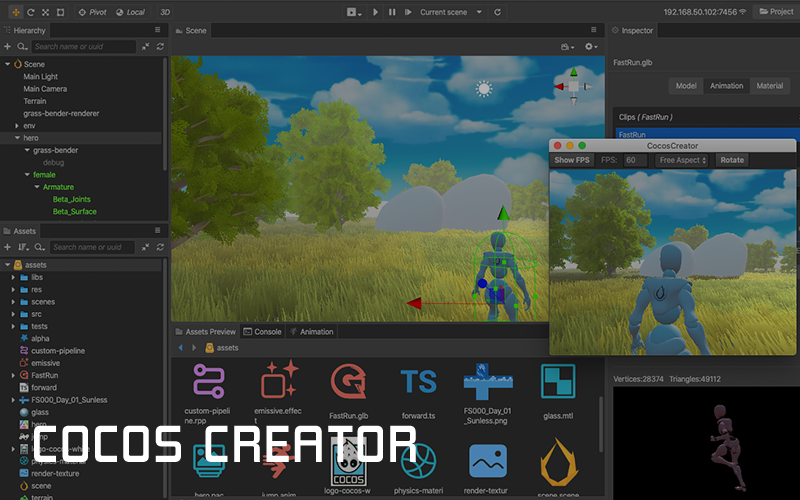 Pivot
Local
3D
Current scene
192.168.50.102:7456
Project
Hierarchy
Search name or uuid
Scene
Main Light
Main Camera
Terrain
grass-bender-renderer
env
hero
grass-bender
debug
female
Armature
Beta_Joints
Beta_Surface
Assets
Search name or uuid
assets
libs
res
scenes
src
tests
alpha
custom-pipeline
emissive
FastRun
forward
FS000_Day_01_Sunless
glass
hero
jump
logo-cocos-whi
physics-material
render-texture
scene
terrain
Scene
Inspector
FastRun.glb
Model
Animation
Material
Clips ( FastRun )
FastRun
CocosCreator
Show FPS
FPS:
60
Free Aspect
Rotate
Assets Preview
Console
Animation
assets
custom-pipeli
ne.rpp
emissive.effec
t
FastRun.glb
forward.ts
FS000_Day_01
_Sunless.png
glass.mtl
TS
COCOS
hero.pac
jump.anim
logo-cocos-w
physics-materi
render-textur
scene.scene
Vertices:28374 Triangles:49112
COCOS CREATOR